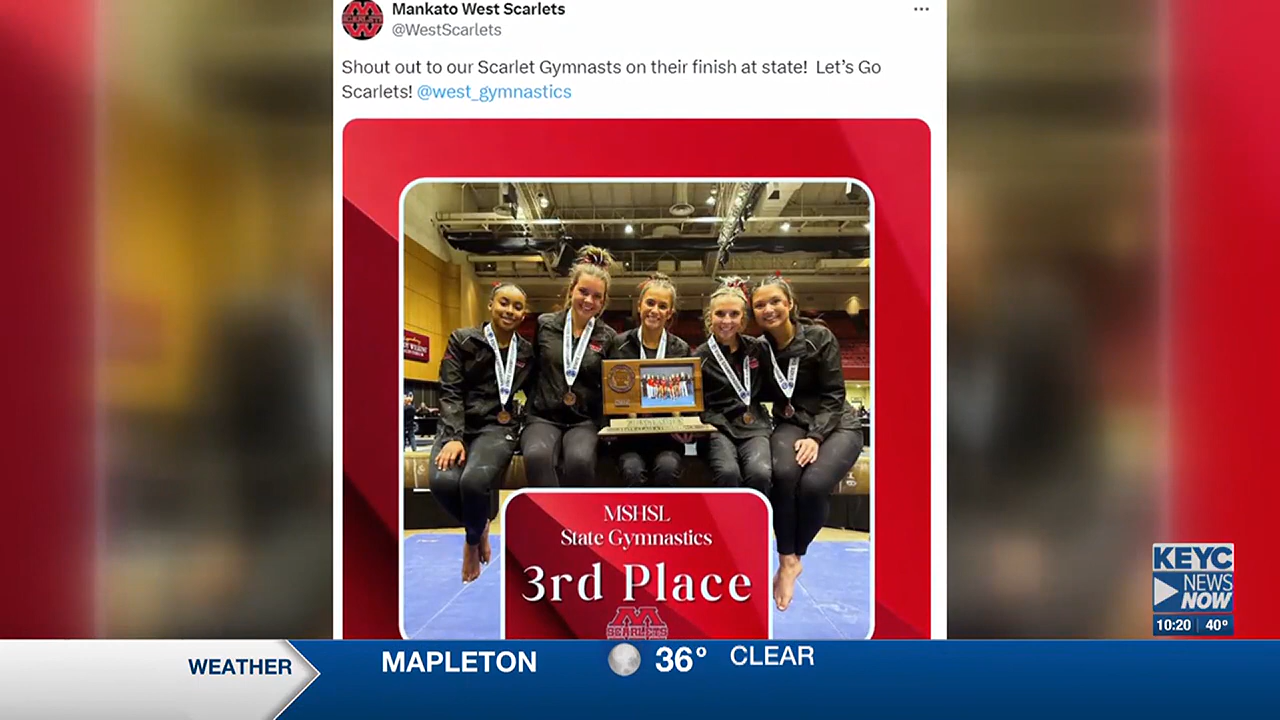 Mankato West Scarlets
@WestScarlets
Shout out to our Scarlet Gymnasts on their finish at state! Let's Go
Scarlets! @west_gymnastics
MSHSL
State Gymnastics
3rd Place
SCARLETS
KEYC
NEWS
NOW
10:20 40°
WEATHER
MAPLETON
36°
CLEAR